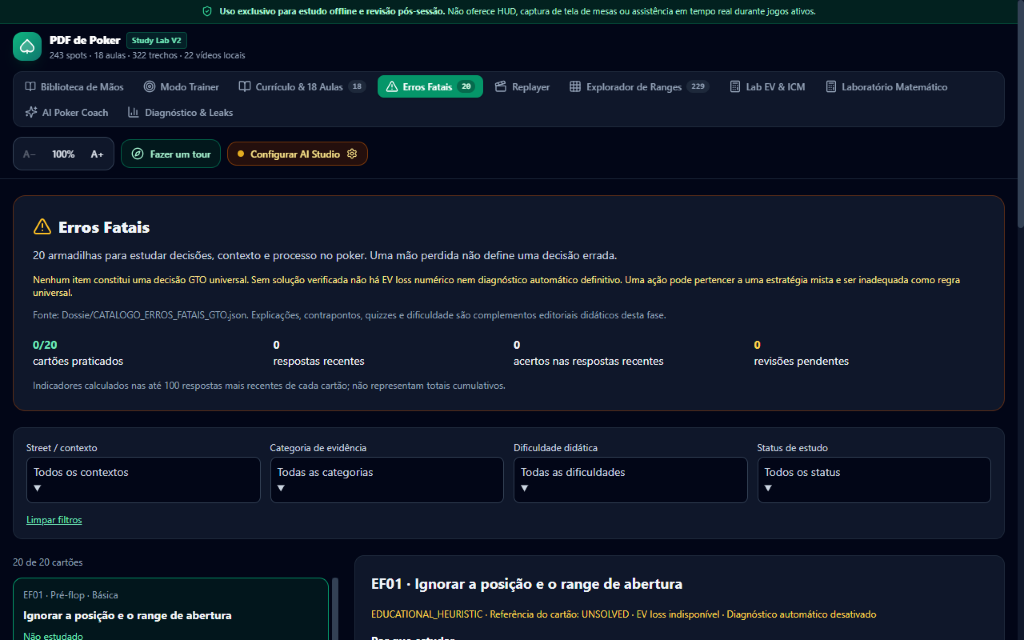 Uso exclusivo para estudo offline e revisão pós-sessão. Não oferece HUD, captura de tela de mesas ou assistência em tempo real durante jogos ativos.
PDF de Poker Study Lab V2
243 spots · 18 aulas · 322 trechos · 22 vídeos locais
Biblioteca de Mãos Modo Trainer Currículo & 18 Aulas 18 Erros Fatais 20 Replayer Explorador de Ranges 229 Lab EV & ICM Laboratório Matemático
AI Poker Coach Diagnóstico & Leaks
A− 100% A+ Fazer um tour Configurar AI Studio
Erros Fatais
20 armadilhas para estudar decisões, contexto e processo no poker. Uma mão perdida não define uma decisão errada.
Nenhum item constitui uma decisão GTO universal. Sem solução verificada não há EV loss numérico nem diagnóstico automático definitivo. Uma ação pode pertencer a uma estratégia mista e ser inadequada como regra
universal.
Fonte: Dossie/CATALOGO_ERROS_FATAIS_GTO.json. Explicações, contrapontos, quizzes e dificuldade são complementos editoriais didáticos desta fase.
0/20 0 0 0
cartões praticados respostas recentes acertos nas respostas recentes revisões pendentes
Indicadores calculados nas até 100 respostas mais recentes de cada cartão; não representam totais cumulativos.
Street / contexto Categoria de evidência Dificuldade didática Status de estudo
Todos os contextos Todas as categorias Todas as dificuldades Todos os status
Limpar filtros
20 de 20 cartões
EF01 · Pré-flop · Básica
Ignorar a posição e o range de abertura
Não estudado
EF01 · Ignorar a posição e o range de abertura
EDUCATIONAL_HEURISTIC · Referência do cartão: UNSOLVED · EV loss indisponível · Diagnóstico automático desativado
Por que estudar